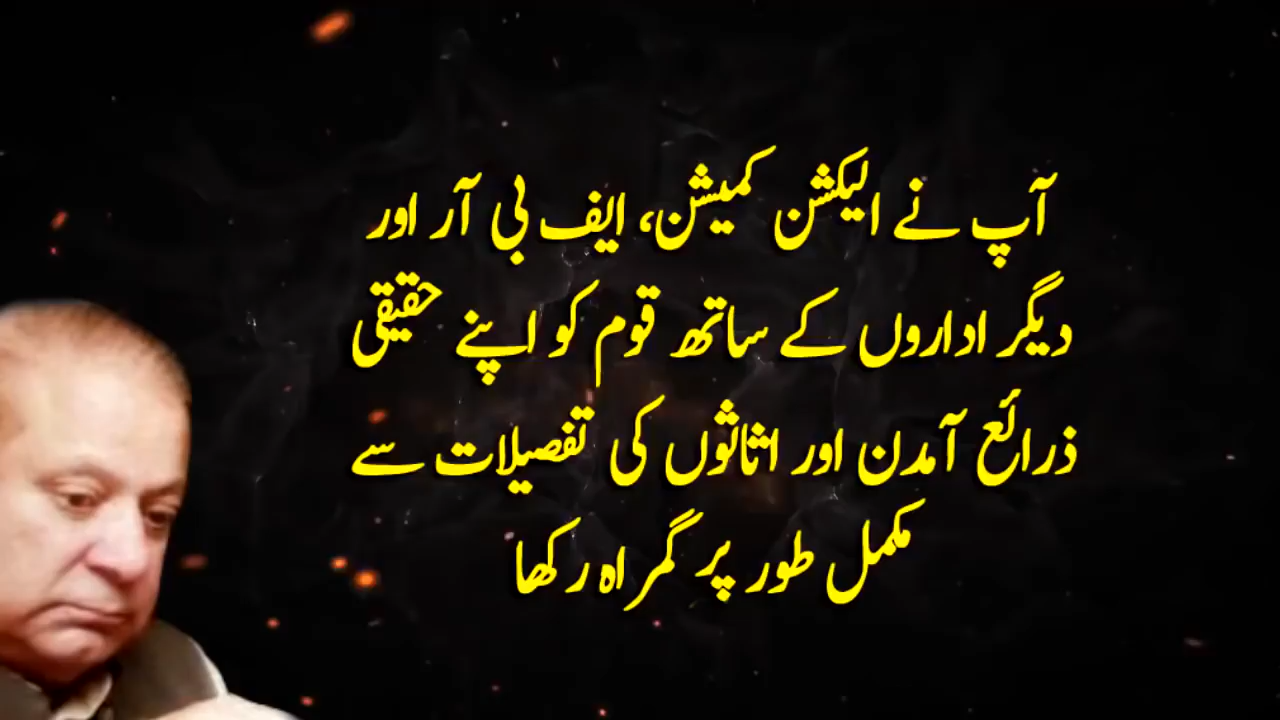 آپ نے الیکشن کمیشن، ایف بی آر اور
دیگر اداروں کے ساتھ قوم کو اپنے حقیقی
ذرائع آمدن اور اثاثوں کی تفصیلات سے
مکمل طور پر گمراہ رکھا